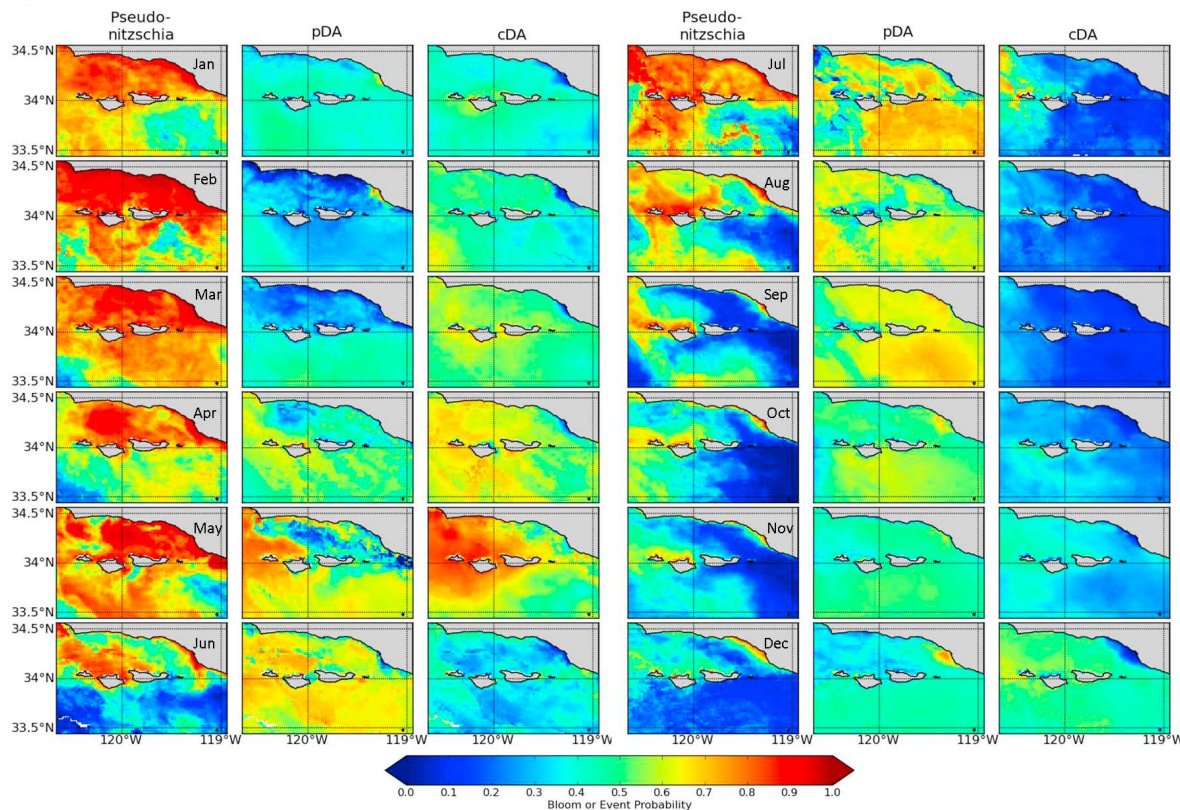 Pseudo-
nitzschia
pDA
cDA
Pseudo-
nitzschia
pDA
cDA
34.5°N
34°N
33.5°N
Jan
Jul
34.5°N
34°N
33.5°N
Feb
Aug
34.5°N
34°N
33.5°N
Mar
Sep
34.5°N
34°N
33.5°N
Apr
Oct
34.5°N
34°N
33.5°N
May
Nov
34.5°N
34°N
33.5°N
Jun
Dec
120°W 119°W 120°W 119°W 120°W 119°W 120°W 119°W 120°W 119°W 120°W 119°W
0.0 0.1 0.2 0.3 0.4 0.5 0.6 0.7 0.8 0.9 1.0
Bloom or Event Probability